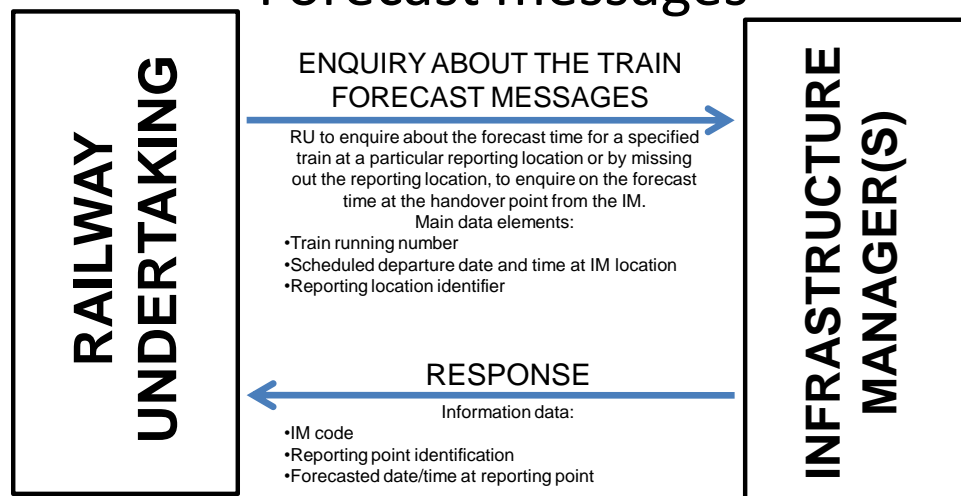 Forecast messages
RAILWAY
UNDERTAKING
ENQUIRY ABOUT THE TRAIN
FORECAST MESSAGES
RU to enquire about the forecast time for a specified
train at a particular reporting location or by missing
out the reporting location, to enquire on the forecast
time at the handover point from the IM.
Main data elements:
•Train running number
•Scheduled departure date and time at IM location
•Reporting location identifier
RESPONSE
Information data:
•IM code
•Reporting point identification
•Forecasted date/time at reporting point
INFRASTRUCTURE
MANAGER(S)